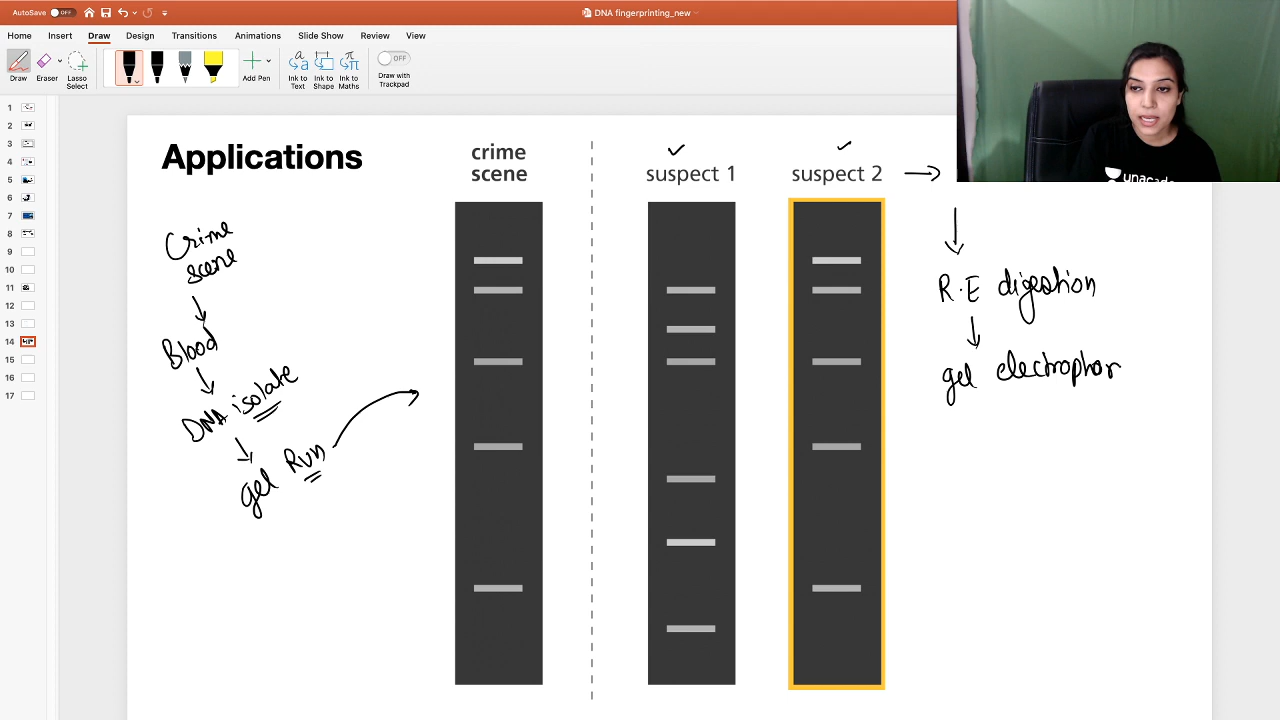 AutoSave OFF
DNA fingerprinting_new
Home Insert Draw Design Transitions Animations Slide Show Review View
Draw
Eraser
Lasso
Select
Add Pen
Ink to
Text
Ink to
Shape
Ink to
Maths
OFF
Draw with
Trackpad
1
2
3
4
5
6
7
8
9
10
11
12
13
14
15
16
17
Applications
crime
scene
suspect 1
suspect 2
Crime
scene
Blood
DNA isolate
gel Run
R.E digestion
gel electrophor